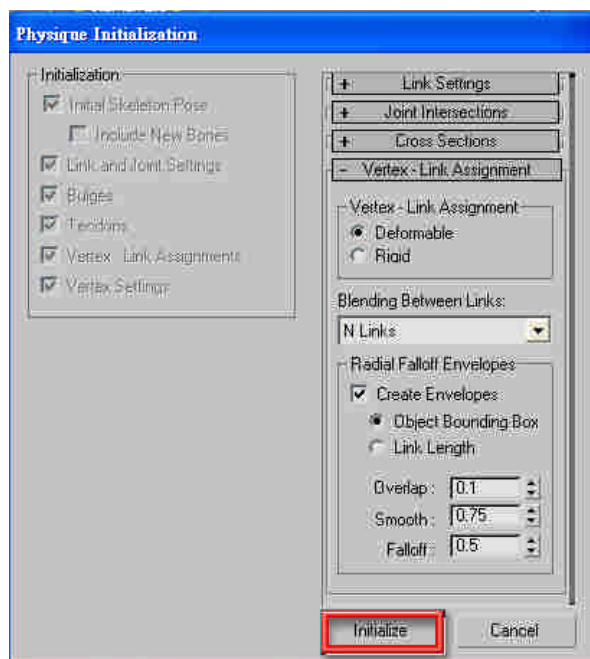 Physique Initialization
Initialization
Initial Skeleton Pose
Include New Bones
Link and Joint Settings
Bulges
Tendons
Vertex - Link Assignments
Vertex Settings
+ Link Settings
+ Joint Intersections
+ Cross Sections
- Vertex - Link Assignment
Vertex - Link Assignment
Deformable
Rigid
Blending Between Links:
N Links
Radial Falloff Envelopes
Create Envelopes
Object Bounding Box
Link Length
Overlap : 0.1
Smooth : 0.75
Falloff : 0.5
Initialize
Cancel